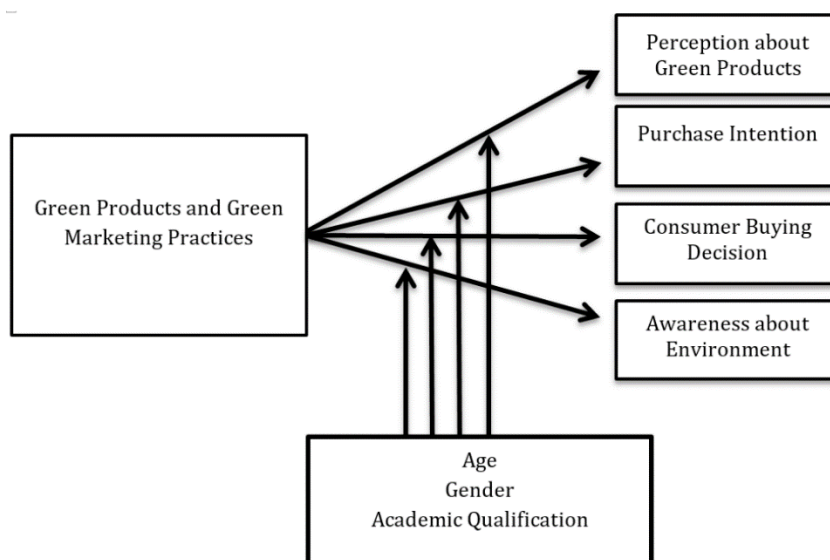 Perception about
Green Products
Purchase Intention
Green Products and Green
Marketing Practices
Consumer Buying
Decision
Awareness about
Environment
Age
Gender
Academic Qualification